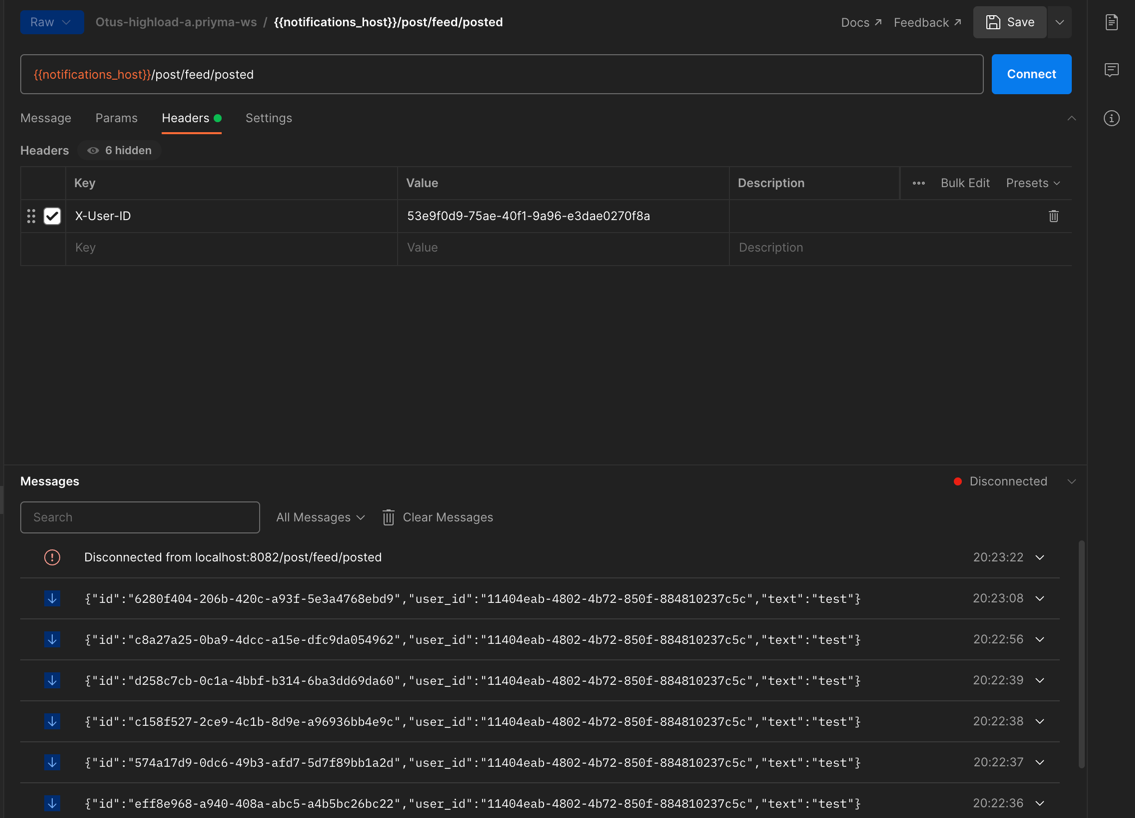 Raw Otus-highload-a.priyma-ws / {{notifications_host}}/post/feed/posted Docs Feedback Save
{{notifications_host}}/post/feed/posted Connect
Message Params Headers Settings
Headers 6 hidden
Key Value Description ••• Bulk Edit Presets
X-User-ID 53e9f0d9-75ae-40f1-9a96-e3dae0270f8a
Key Value Description
Messages Disconnected
Search All Messages Clear Messages
Disconnected from localhost:8082/post/feed/posted 20:23:22
{"id":"6280f404-206b-420c-a93f-5e3a4768ebd9","user_id":"11404eab-4802-4b72-850f-884810237c5c","text":"test"} 20:23:08
{"id":"c8a27a25-0ba9-4dcc-a15e-dfc9da054962","user_id":"11404eab-4802-4b72-850f-884810237c5c","text":"test"} 20:22:56
{"id":"d258c7cb-0c1a-4bbf-b314-6ba3dd69da60","user_id":"11404eab-4802-4b72-850f-884810237c5c","text":"test"} 20:22:39
{"id":"c158f527-2ce9-4c1b-8d9e-a96936bb4e9c","user_id":"11404eab-4802-4b72-850f-884810237c5c","text":"test"} 20:22:38
{"id":"574a17d9-0dc6-49b3-afd7-5d7f89bb1a2d","user_id":"11404eab-4802-4b72-850f-884810237c5c","text":"test"} 20:22:37
{"id":"eff8e968-a940-408a-abc5-a4b5bc26bc22","user_id":"11404eab-4802-4b72-850f-884810237c5c","text":"test"} 20:22:36